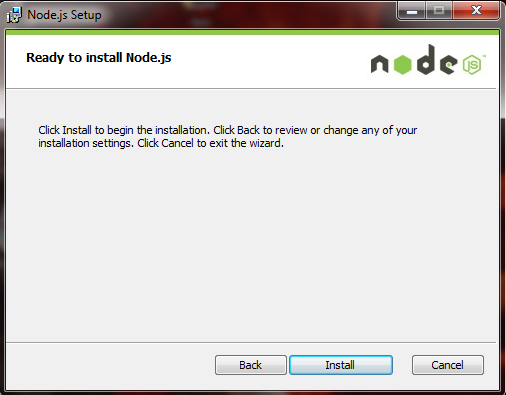 Node.js Setup
Ready to install Node.js
node
JS
Click Install to begin the installation. Click Back to review or change any of your
installation settings. Click Cancel to exit the wizard.
Back
Install
Cancel